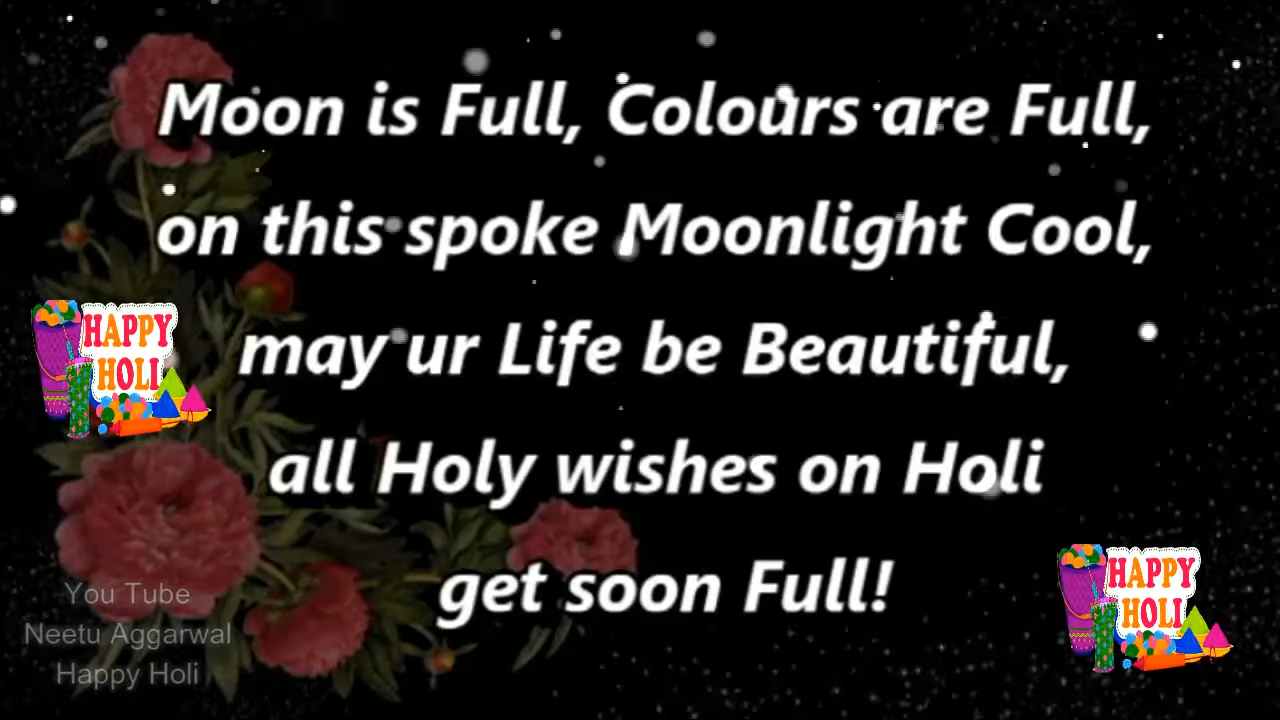 Moon is Full, Colours are Full,
on this spoke Moonlight Cool,
may ur Life be Beautiful,
all Holy wishes on Holi
get soon Full!
HAPPY
HOLI
HAPPY
HOLI
You Tube
Neetu Aggarwal
Happy Holi